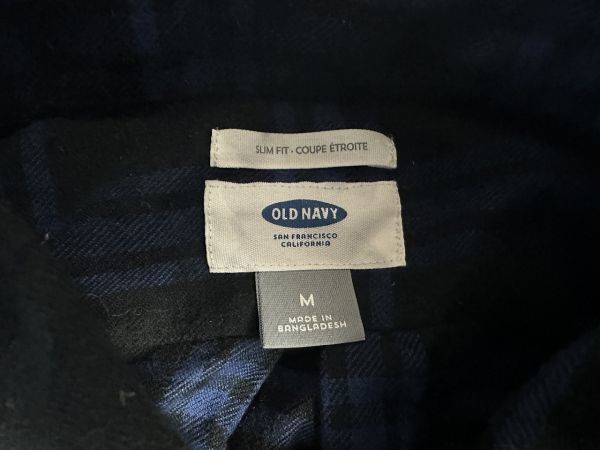 SLIM FIT • COUPE ÉTROITE
OLD NAVY
SAN FRANCISCO
CALIFORNIA
M
MADE IN
BANGLADESH